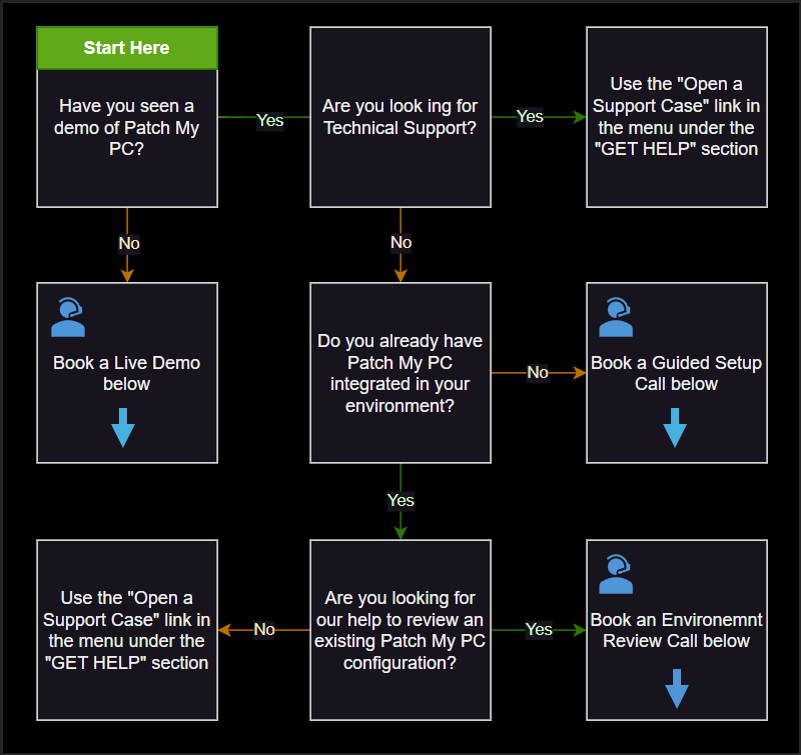 Start Here
Have you seen a
demo of Patch My
PC?
Yes
Are you look ing for
Technical Support?
Yes
Use the "Open a
Support Case" link in
the menu under the
"GET HELP" section
No
No
Book a Live Demo
below
Do you already have
Patch My PC
integrated in your
environment?
No
Book a Guided Setup
Call below
Yes
Use the "Open a
Support Case" link in
the menu under the
"GET HELP" section
No
Are you looking for
our help to review an
existing Patch My PC
configuration?
Yes
Book an Environemnt
Review Call below